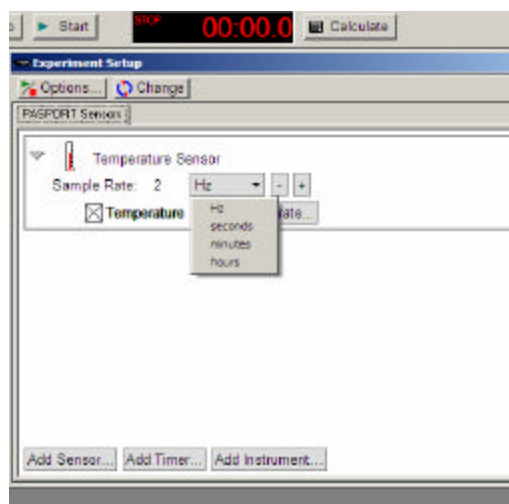 Start
STOP
00:00.0
Calculate
Experiment Setup
Options... Change
PASPORT Sensors
Temperature Sensor
Sample Rate: 2 Hz - +
Temperature
Hz
seconds
minutes
hours
Add Sensor... Add Timer... Add Instrument...